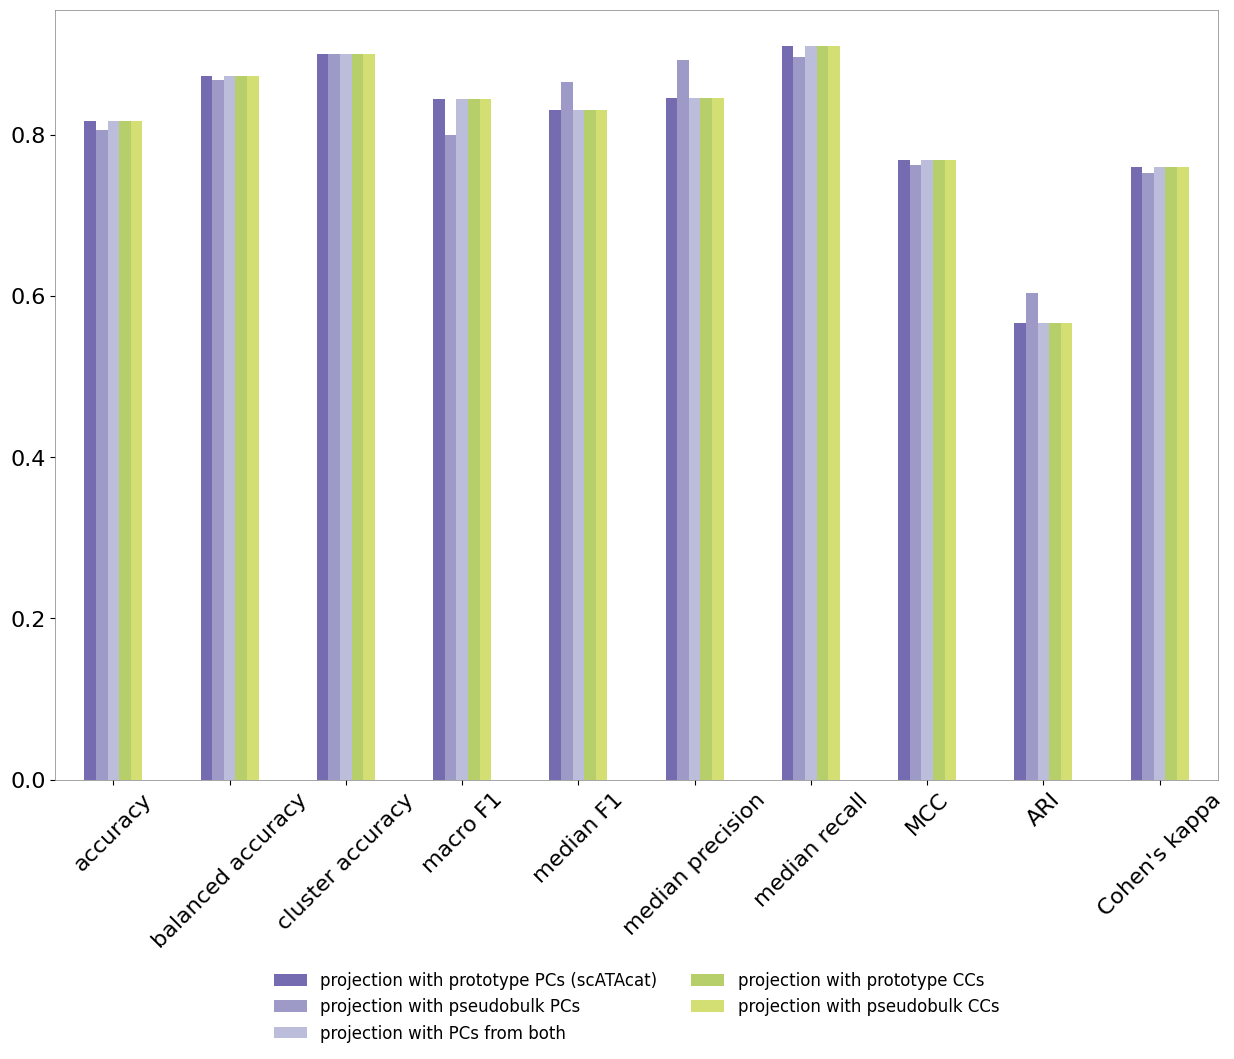 0.8
0.6
0.4
0.2
0.0
accuracy
balanced accuracy
cluster accuracy
macro F1
median F1
median precision
median recall
MCC
ARI
Cohen's kappa
projection with prototype PCs (scATAcat)
projection with pseudobulk PCs
projection with PCs from both
projection with prototype CCs
projection with pseudobulk CCs